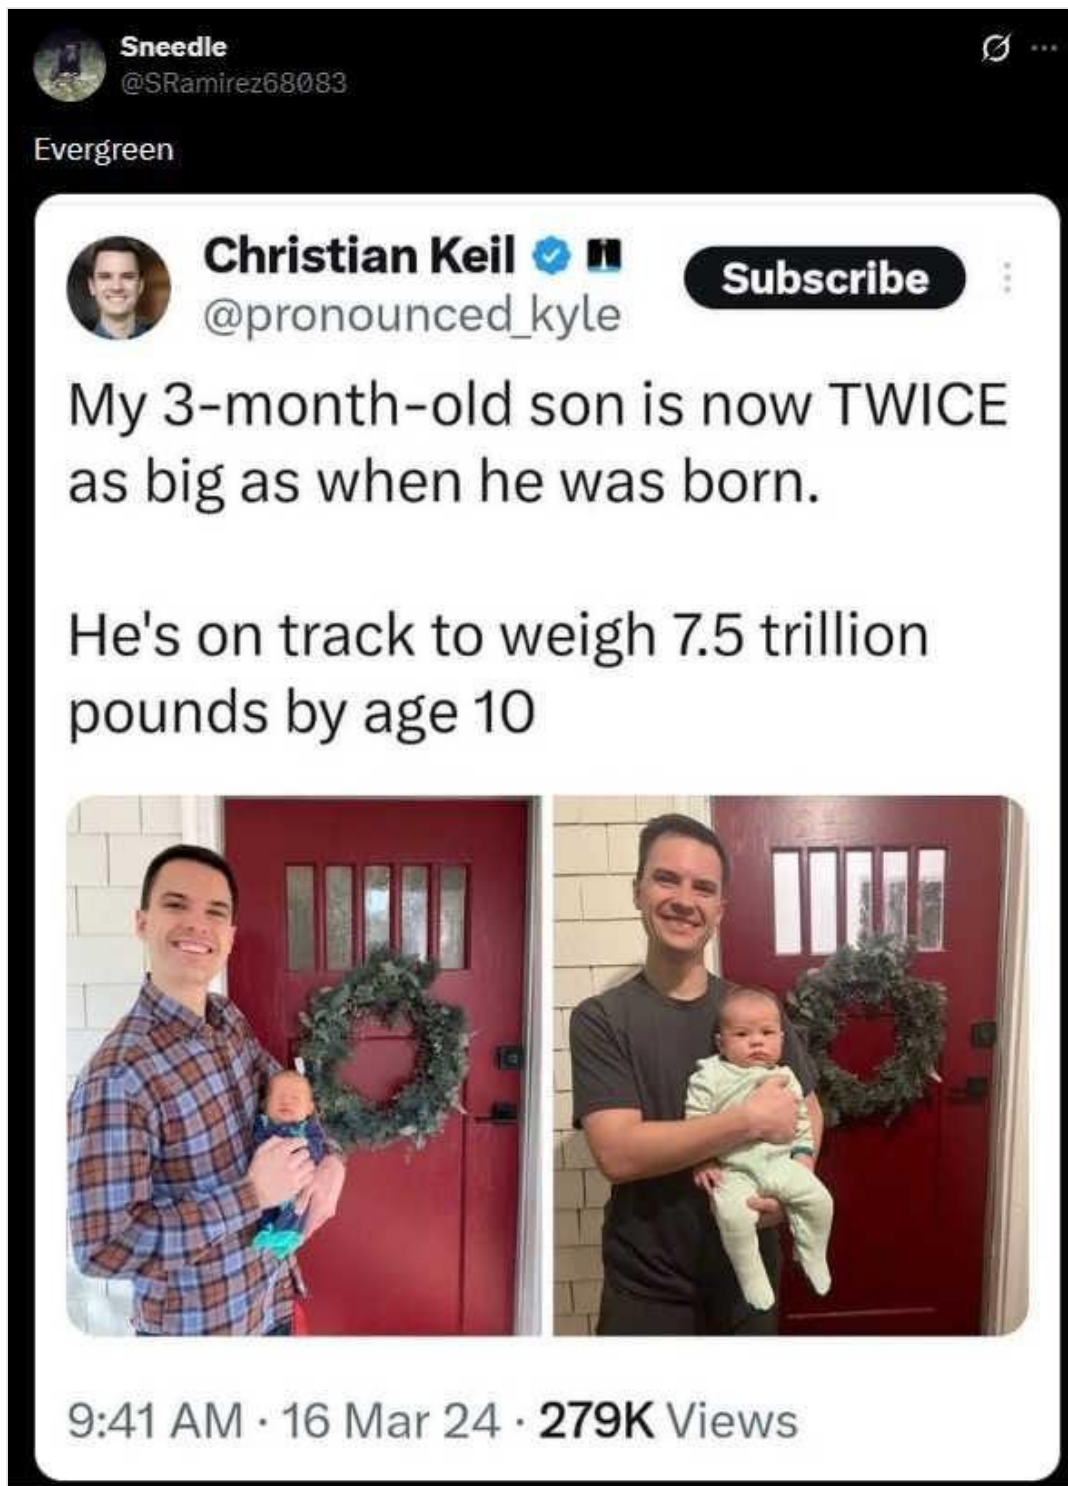 Sneedle
@SRamirez68083
Evergreen
Christian Keil
@pronounced_kyle
Subscribe
My 3-month-old son is now TWICE
as big as when he was born.
He's on track to weigh 7.5 trillion
pounds by age 10
9:41 AM · 16 Mar 24 · 279K Views